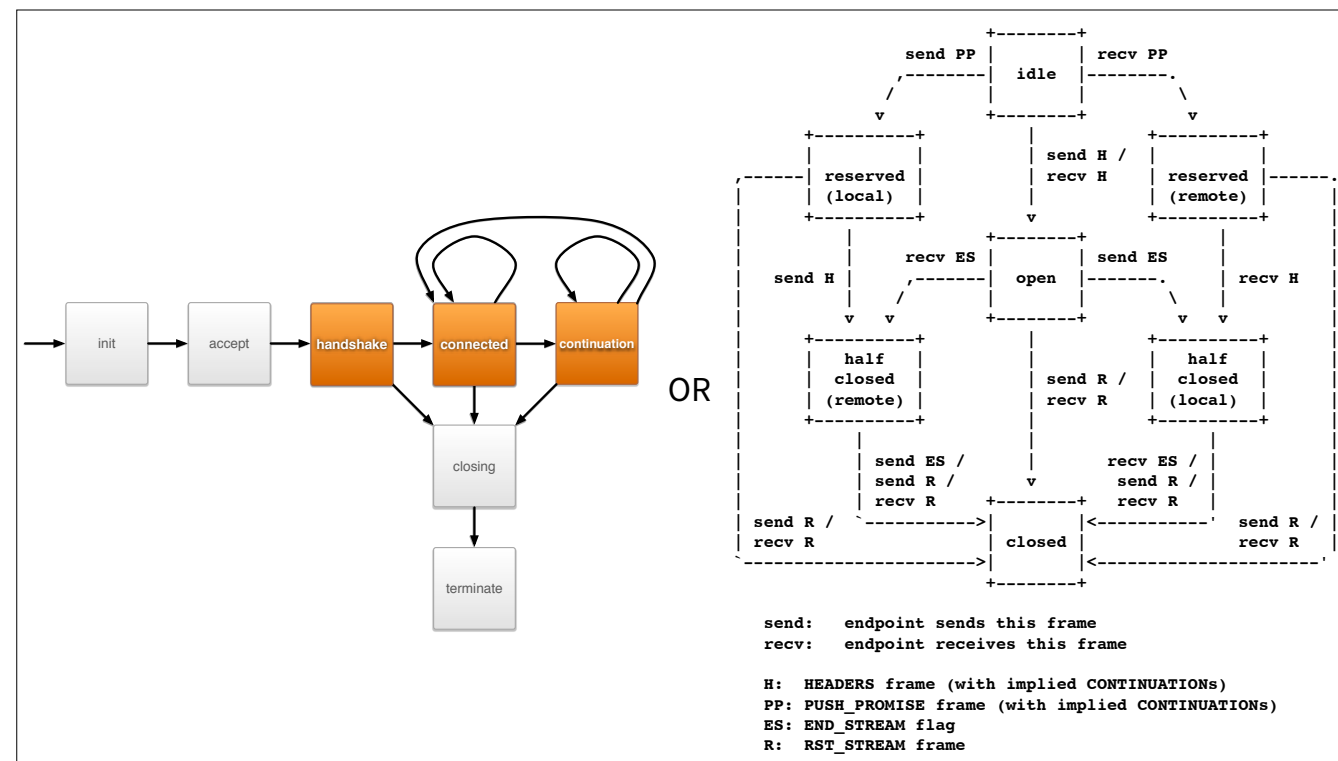 init
accept
handshake
connected
continuation
closing
terminate
OR
+--------+
send PP |        | recv PP
,--------|  idle  |--------.
/         |        |         \
v          +--------+          v
+----------+          |           +----------+
|          |          | send H /  |          |
,------| reserved |          | recv H    | reserved |------.
|      | (local)  |          |           | (remote) |      |
|      +----------+          v           +----------+      |
|          |             +--------+             |          |
|          |     recv ES |        | send ES     |          |
|   send H |     ,-------|  open  |-------.     | recv H   |
|          |    /        |        |        \    |          |
|          v   v         +--------+         v   v          |
|      +----------+          |           +----------+      |
|      |   half   |          |           |   half   |      |
|      |  closed  |          | send R /  |  closed  |      |
|      | (remote) |          | recv R    | (local)  |      |
|      +----------+          |           +----------+      |
|           |                |                 |           |
|           | send ES /      |       recv ES / |           |
|           | send R /       v        send R / |           |
|           | recv R     +--------+   recv R   |           |
| send R /  `----------->|        |<-----------'  send R / |
| recv R                 | closed |               recv R   |
`----------------------->|        |<----------------------'
+--------+
send:   endpoint sends this frame
recv:   endpoint receives this frame
H:  HEADERS frame (with implied CONTINUATIONs)
PP: PUSH_PROMISE frame (with implied CONTINUATIONs)
ES: END_STREAM flag
R:  RST_STREAM frame